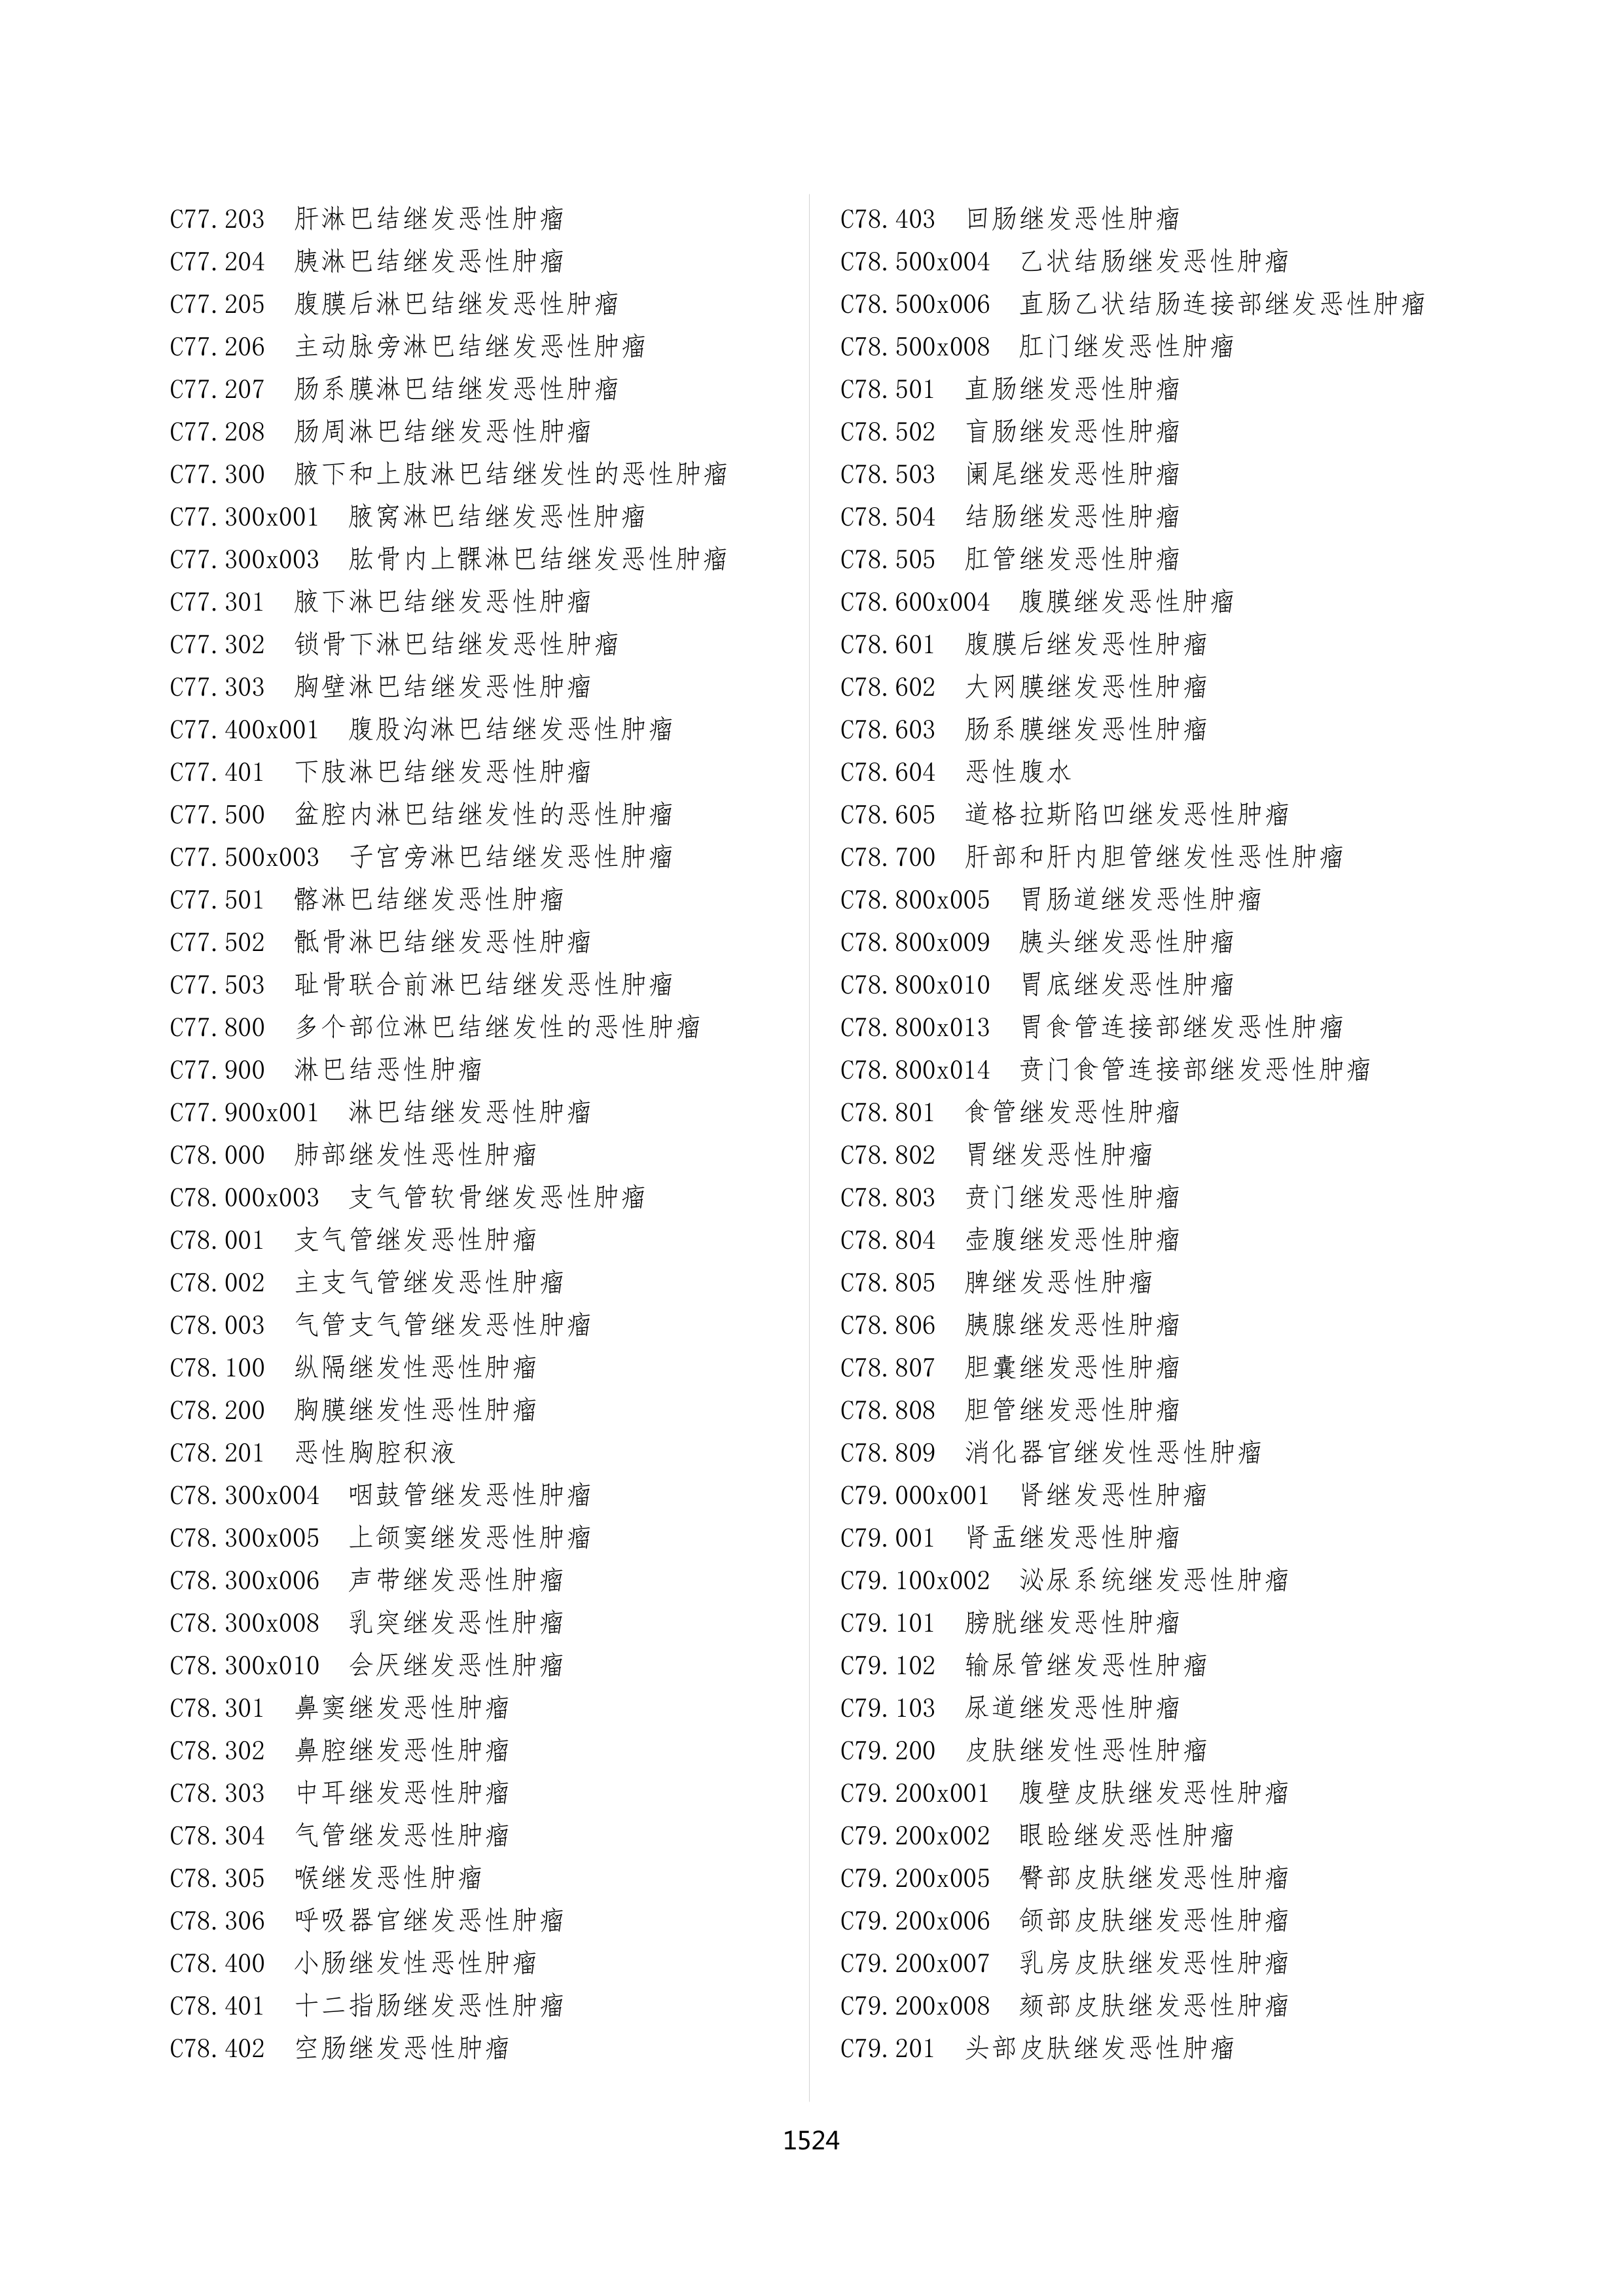 C77.203 肝淋巴结继发恶性肿瘤
C77.204 胰淋巴结继发恶性肿瘤
C77.205 腹膜后淋巴结继发恶性肿瘤
C77.206 主动脉旁淋巴结继发恶性肿瘤
C77.207 肠系膜淋巴结继发恶性肿瘤
C77.208 肠周淋巴结继发恶性肿瘤
C77.300 腋下和上肢淋巴结继发性的恶性肿瘤
C77.300x001 腋窝淋巴结继发恶性肿瘤
C77.300x003 肱骨内上髁淋巴结继发恶性肿瘤
C77.301 腋下淋巴结继发恶性肿瘤
C77.302 锁骨下淋巴结继发恶性肿瘤
C77.303 胸壁淋巴结继发恶性肿瘤
C77.400x001 腹股沟淋巴结继发恶性肿瘤
C77.401 下肢淋巴结继发恶性肿瘤
C77.500 盆腔内淋巴结继发性的恶性肿瘤
C77.500x003 子宫旁淋巴结继发恶性肿瘤
C77.501 髂淋巴结继发恶性肿瘤
C77.502 骶骨淋巴结继发恶性肿瘤
C77.503 耻骨联合前淋巴结继发恶性肿瘤
C77.800 多个部位淋巴结继发性的恶性肿瘤
C77.900 淋巴结恶性肿瘤
C77.900x001 淋巴结继发恶性肿瘤
C78.000 肺部继发性恶性肿瘤
C78.000x003 支气管软骨继发恶性肿瘤
C78.001 支气管继发恶性肿瘤
C78.002 主支气管继发恶性肿瘤
C78.003 气管支气管继发恶性肿瘤
C78.100 纵隔继发性恶性肿瘤
C78.200 胸膜继发性恶性肿瘤
C78.201 恶性胸腔积液
C78.300x004 咽鼓管继发恶性肿瘤
C78.300x005 上颌窦继发恶性肿瘤
C78.300x006 声带继发恶性肿瘤
C78.300x008 乳突继发恶性肿瘤
C78.300x010 会厌继发恶性肿瘤
C78.301 鼻窦继发恶性肿瘤
C78.302 鼻腔继发恶性肿瘤
C78.303 中耳继发恶性肿瘤
C78.304 气管继发恶性肿瘤
C78.305 喉继发恶性肿瘤
C78.306 呼吸器官继发恶性肿瘤
C78.400 小肠继发性恶性肿瘤
C78.401 十二指肠继发恶性肿瘤
C78.402 空肠继发恶性肿瘤
C78.403 回肠继发恶性肿瘤
C78.500x004 乙状结肠继发恶性肿瘤
C78.500x006 直肠乙状结肠连接部继发恶性肿瘤
C78.500x008 肛门继发恶性肿瘤
C78.501 直肠继发恶性肿瘤
C78.502 盲肠继发恶性肿瘤
C78.503 阑尾继发恶性肿瘤
C78.504 结肠继发恶性肿瘤
C78.505 肛管继发恶性肿瘤
C78.600x004 腹膜继发恶性肿瘤
C78.601 腹膜后继发恶性肿瘤
C78.602 大网膜继发恶性肿瘤
C78.603 肠系膜继发恶性肿瘤
C78.604 恶性腹水
C78.605 道格拉斯陷凹继发恶性肿瘤
C78.700 肝部和肝内胆管继发性恶性肿瘤
C78.800x005 胃肠道继发恶性肿瘤
C78.800x009 胰头继发恶性肿瘤
C78.800x010 胃底继发恶性肿瘤
C78.800x013 胃食管连接部继发恶性肿瘤
C78.800x014 贲门食管连接部继发恶性肿瘤
C78.801 食管继发恶性肿瘤
C78.802 胃继发恶性肿瘤
C78.803 贲门继发恶性肿瘤
C78.804 壶腹继发恶性肿瘤
C78.805 脾继发恶性肿瘤
C78.806 胰腺继发恶性肿瘤
C78.807 胆囊继发恶性肿瘤
C78.808 胆管继发恶性肿瘤
C78.809 消化器官继发性恶性肿瘤
C79.000x001 肾继发恶性肿瘤
C79.001 肾盂继发恶性肿瘤
C79.100x002 泌尿系统继发恶性肿瘤
C79.101 膀胱继发恶性肿瘤
C79.102 输尿管继发恶性肿瘤
C79.103 尿道继发恶性肿瘤
C79.200 皮肤继发性恶性肿瘤
C79.200x001 腹壁皮肤继发恶性肿瘤
C79.200x002 眼睑继发恶性肿瘤
C79.200x005 臀部皮肤继发恶性肿瘤
C79.200x006 颌部皮肤继发恶性肿瘤
C79.200x007 乳房皮肤继发恶性肿瘤
C79.200x008 颏部皮肤继发恶性肿瘤
C79.201 头部皮肤继发恶性肿瘤
1524